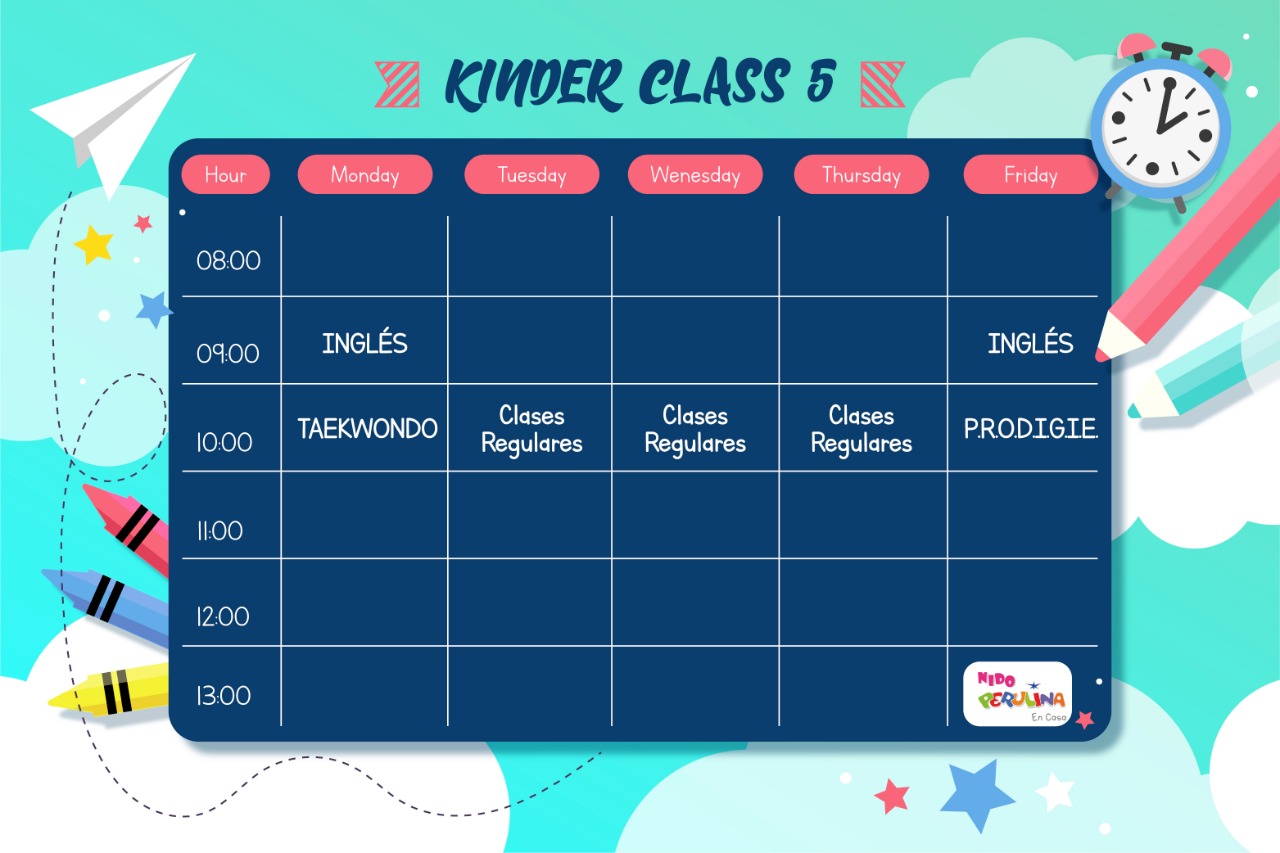 KINDER CLASS 5
Hour Monday Tuesday Wenesday Thursday Friday
08:00
09:00 INGLÉS INGLÉS
10:00 TAEKWONDO Clases Regulares Clases Regulares Clases Regulares P.R.O.D.I.G.I.E.
11:00
12:00
13:00
NIDO
PERULINA
En Casa